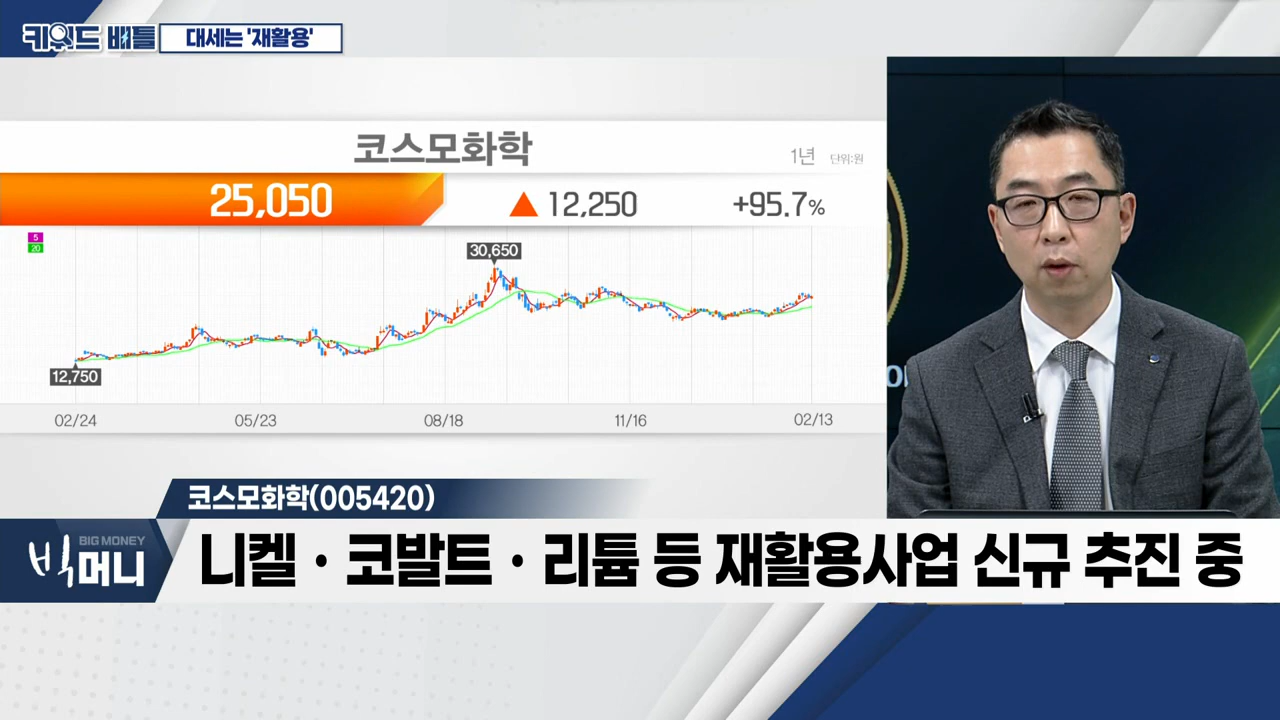 키워드 배틀
대세는 '재활용'
코스모화학
1년 단위:원
25,050 ▲ 12,250 +95.7%
5
20
30,650
12,750
02/24 05/23 08/18 11/16 02/13
코스모화학(005420)
BIG MONEY
빅머니
니켈·코발트·리튬 등 재활용사업 신규 추진 중